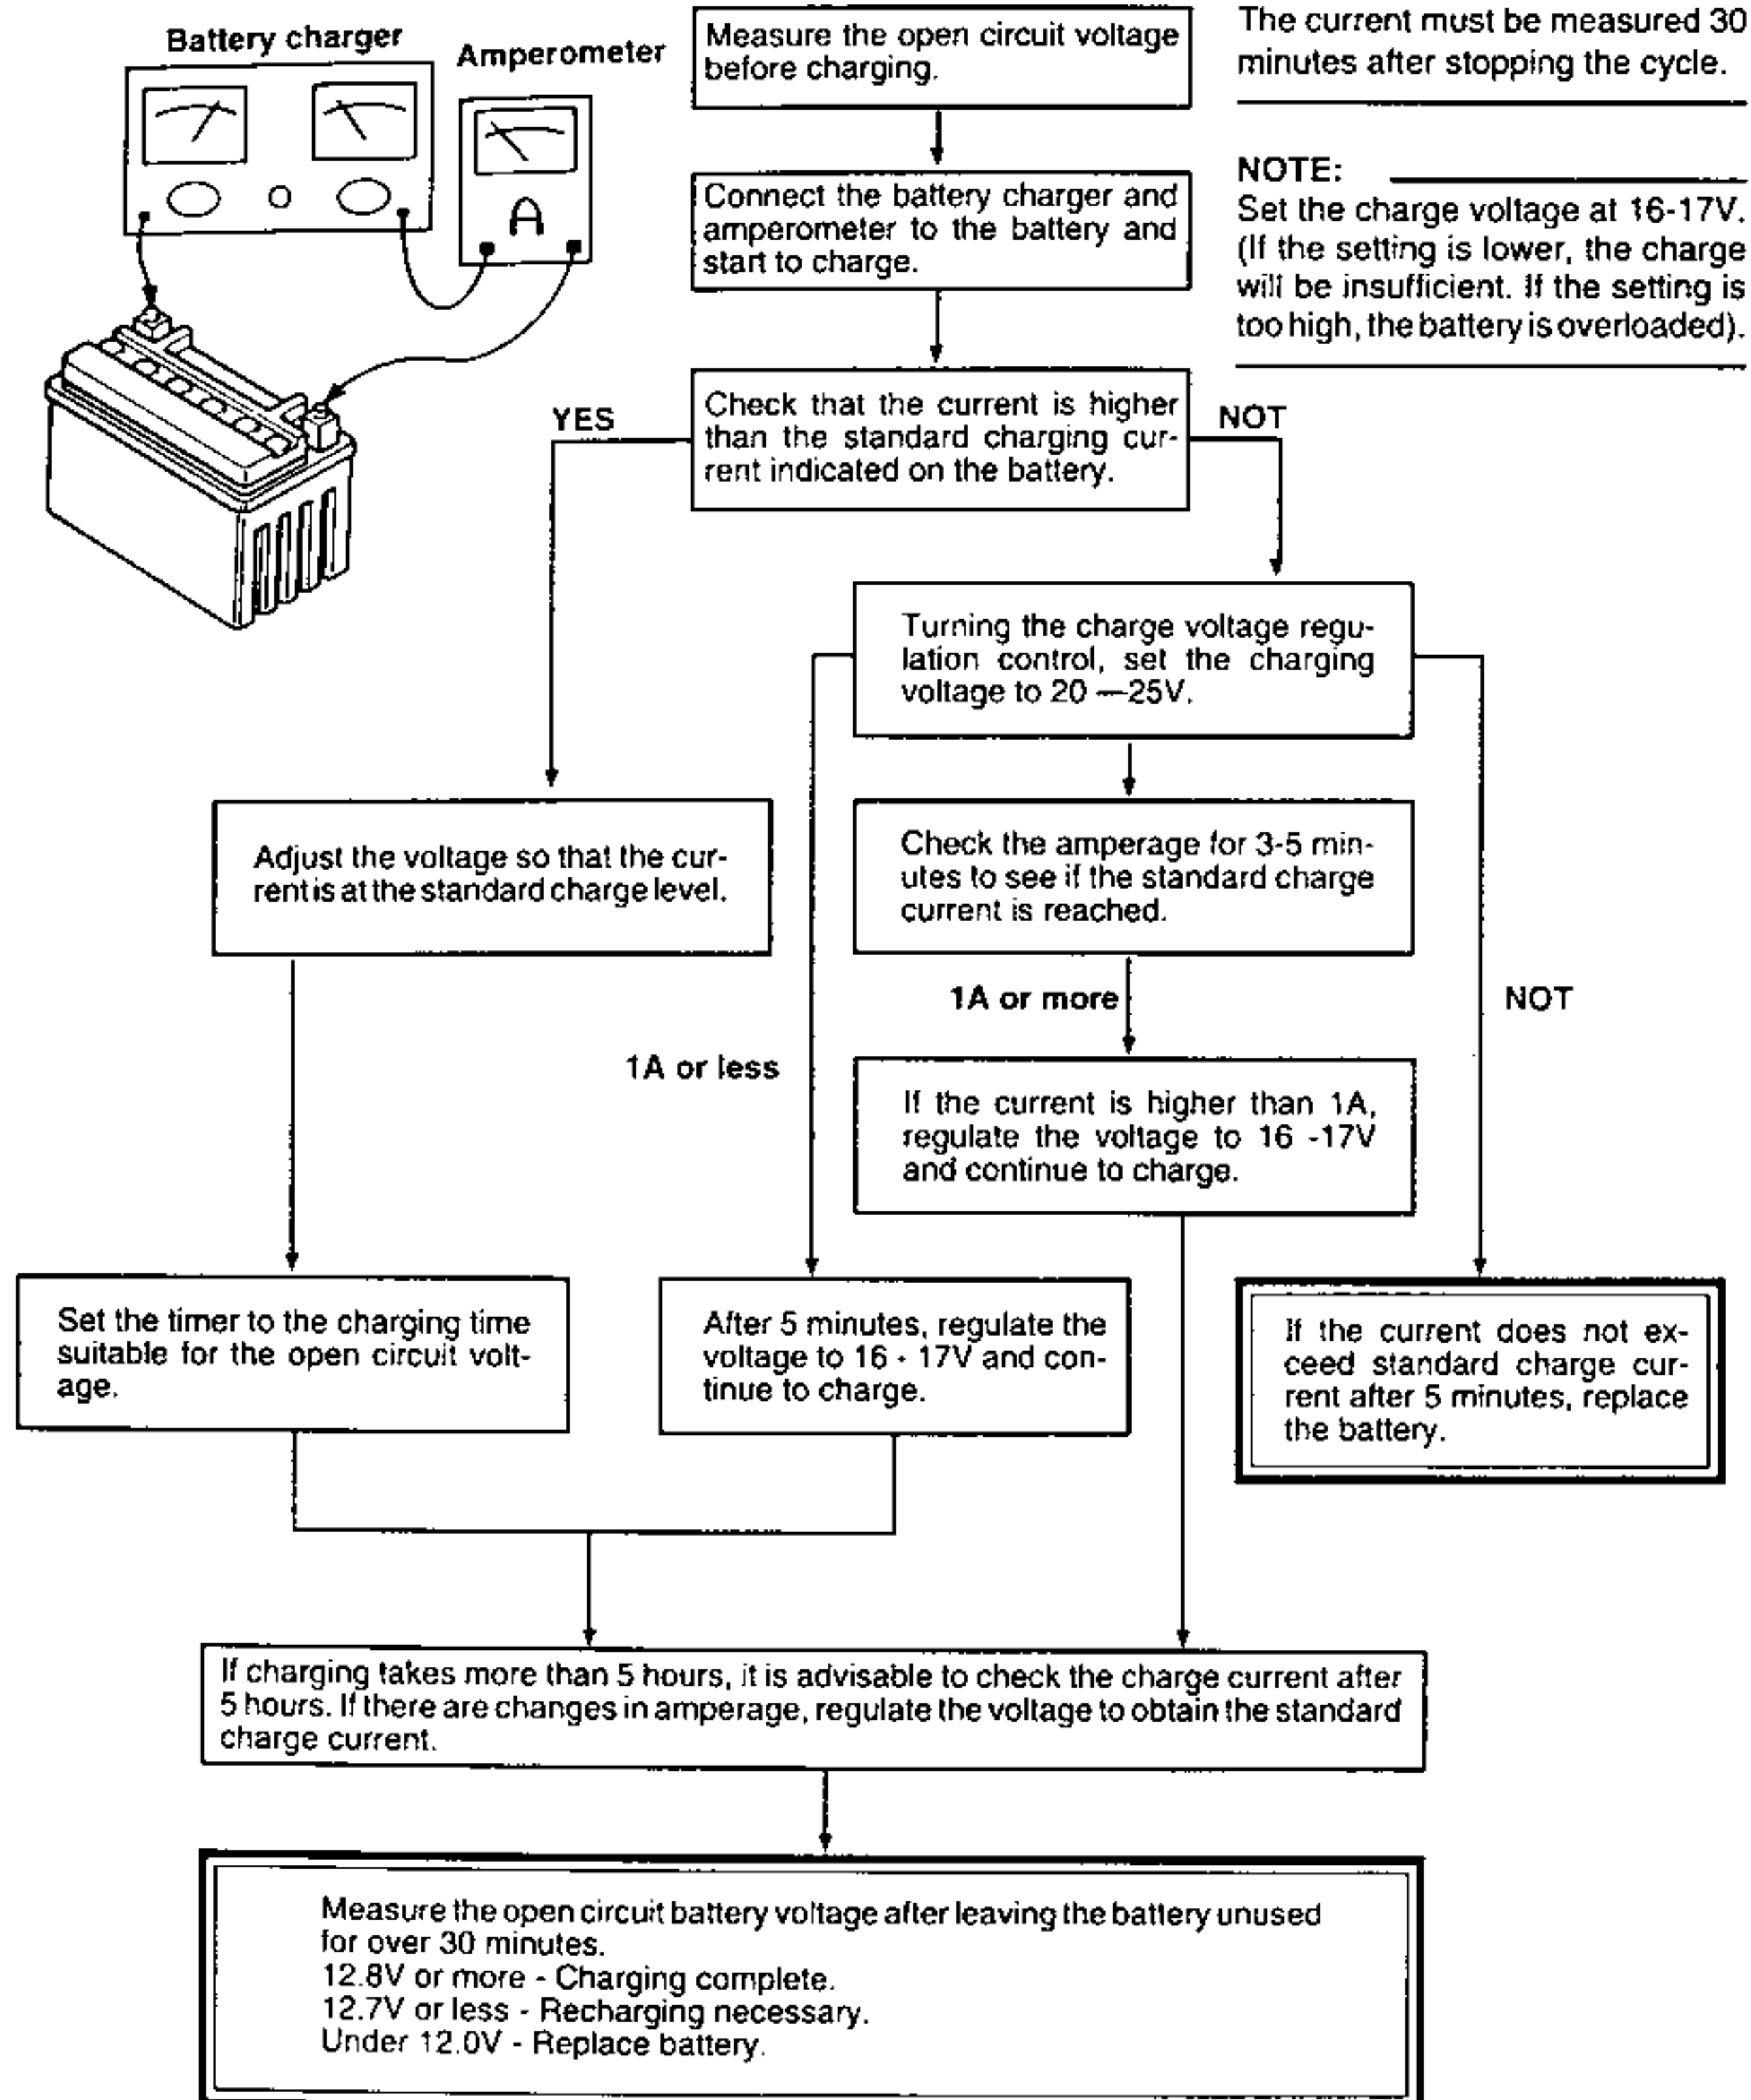 Battery charger
Amperometer
Measure the open circuit voltage
before charging.
The current must be measured 30
minutes after stopping the cycle.
NOTE:
Set the charge voltage at 16-17V.
(If the setting is lower, the charge
will be insufficient. If the setting is
too high, the battery is overloaded).
A
Connect the battery charger and
amperometer to the battery and
start to charge.
YES
Check that the current is higher
than the standard charging cur-
rent indicated on the battery.
NOT
Turning the charge voltage regu-
lation control, set the charging
voltage to 20 —25V.
Adjust the voltage so that the cur-
rent is at the standard charge level.
Check the amperage for 3-5 min-
utes to see if the standard charge
current is reached.
1A or more
NOT
1A or less
If the current is higher than 1A,
regulate the voltage to 16 -17V
and continue to charge.
Set the timer to the charging time
suitable for the open circuit volt-
age.
After 5 minutes, regulate the
voltage to 16 - 17V and con-
tinue to charge.
If the current does not ex-
ceed standard charge cur-
rent after 5 minutes, replace
the battery.
If charging takes more than 5 hours, it is advisable to check the charge current after
5 hours. If there are changes in amperage, regulate the voltage to obtain the standard
charge current.
Measure the open circuit battery voltage after leaving the battery unused
for over 30 minutes.
12.8V or more - Charging complete.
12.7V or less - Recharging necessary.
Under 12.0V - Replace battery.